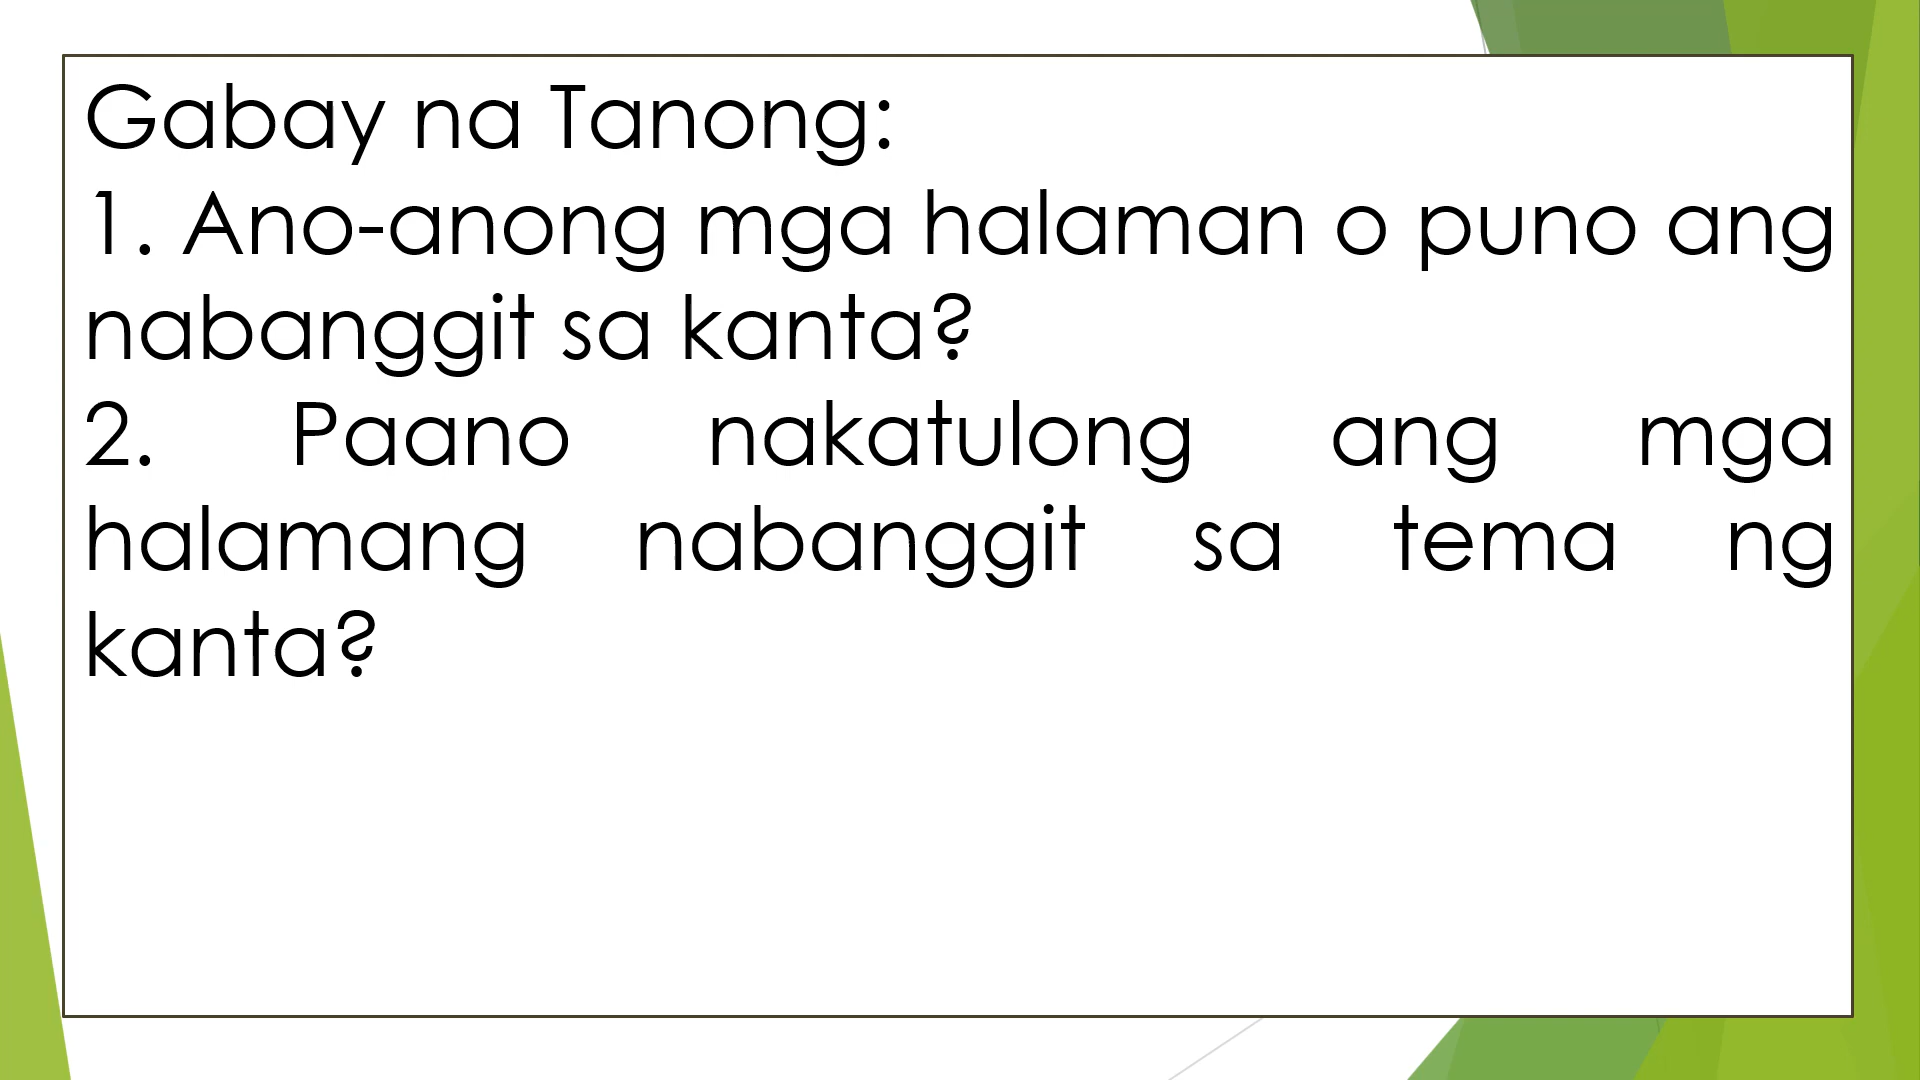 Gabay na Tanong:
1. Ano-anong mga halaman o puno ang
nabanggit sa kanta?
2. Paano nakatulong ang mga
halamang nabanggit sa tema ng
kanta?